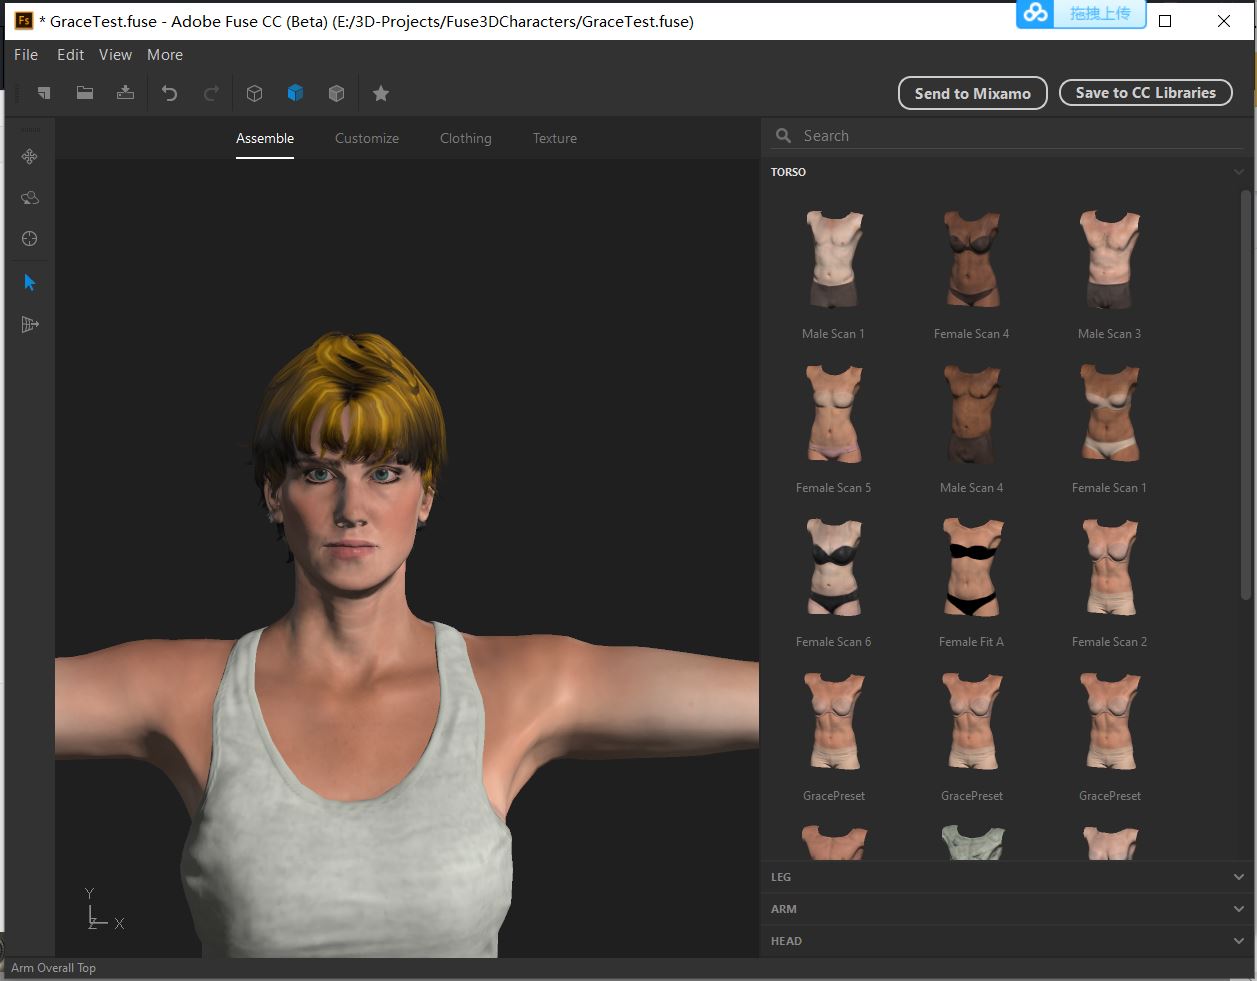 Fs * GraceTest.fuse - Adobe Fuse CC (Beta) (E:/3D-Projects/Fuse3DCharacters/GraceTest.fuse)
拖拽上传
File Edit View More
Send to Mixamo
Save to CC Libraries
Assemble Customize Clothing Texture
Search
TORSO
Male Scan 1 Female Scan 4 Male Scan 3
Female Scan 5 Male Scan 4 Female Scan 1
Female Scan 6 Female Fit A Female Scan 2
GracePreset GracePreset GracePreset
LEG
ARM
HEAD
Y
Z X
Arm Overall Top